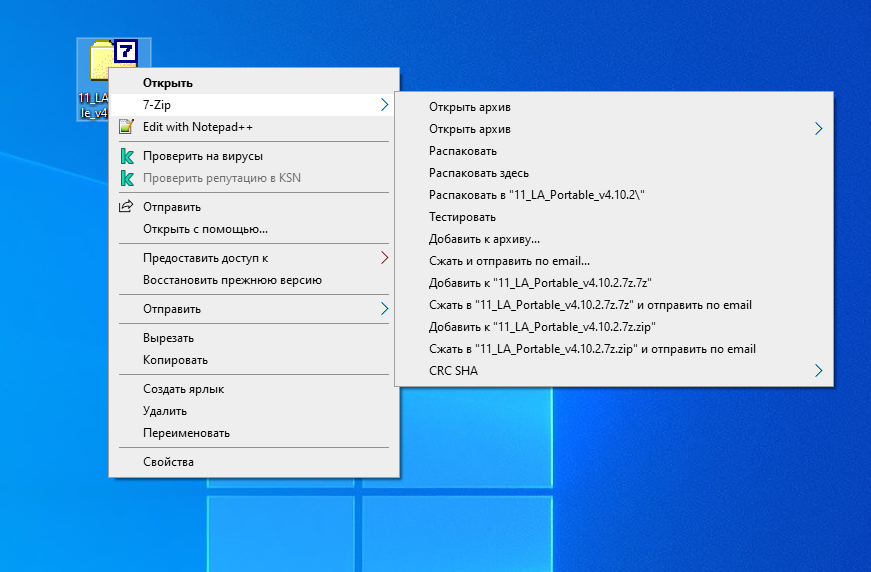 7
11_LA
le_v4
Открыть
7-Zip
Edit with Notepad++
Проверить на вирусы
Проверить репутацию в KSN
Отправить
Открыть с помощью...
Предоставить доступ к
Восстановить прежнюю версию
Отправить
Вырезать
Копировать
Создать ярлык
Удалить
Переименовать
Свойства
Открыть архив
Открыть архив
Распаковать
Распаковать здесь
Распаковать в "11_LA_Portable_v4.10.2\"
Тестировать
Добавить к архиву...
Сжать и отправить по email...
Добавить к "11_LA_Portable_v4.10.2.7z.7z"
Сжать в "11_LA_Portable_v4.10.2.7z.7z" и отправить по email
Добавить к "11_LA_Portable_v4.10.2.7z.zip"
Сжать в "11_LA_Portable_v4.10.2.7z.zip" и отправить по email
CRC SHA